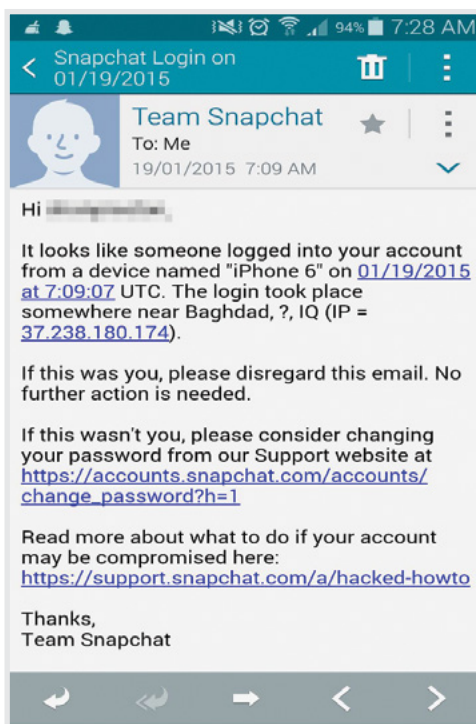 94% 7:28 AM
Snapchat Login on
01/19/2015
Team Snapchat
To: Me
19/01/2015 7:09 AM
Hi
It looks like someone logged into your account
from a device named "iPhone 6" on 01/19/2015
at 7:09:07 UTC. The login took place
somewhere near Baghdad, ?, IQ (IP =
37.238.180.174).
If this was you, please disregard this email. No
further action is needed.
If this wasn't you, please consider changing
your password from our Support website at
https://accounts.snapchat.com/accounts/
change_password?h=1
Read more about what to do if your account
may be compromised here:
https://support.snapchat.com/a/hacked-howto
Thanks,
Team Snapchat